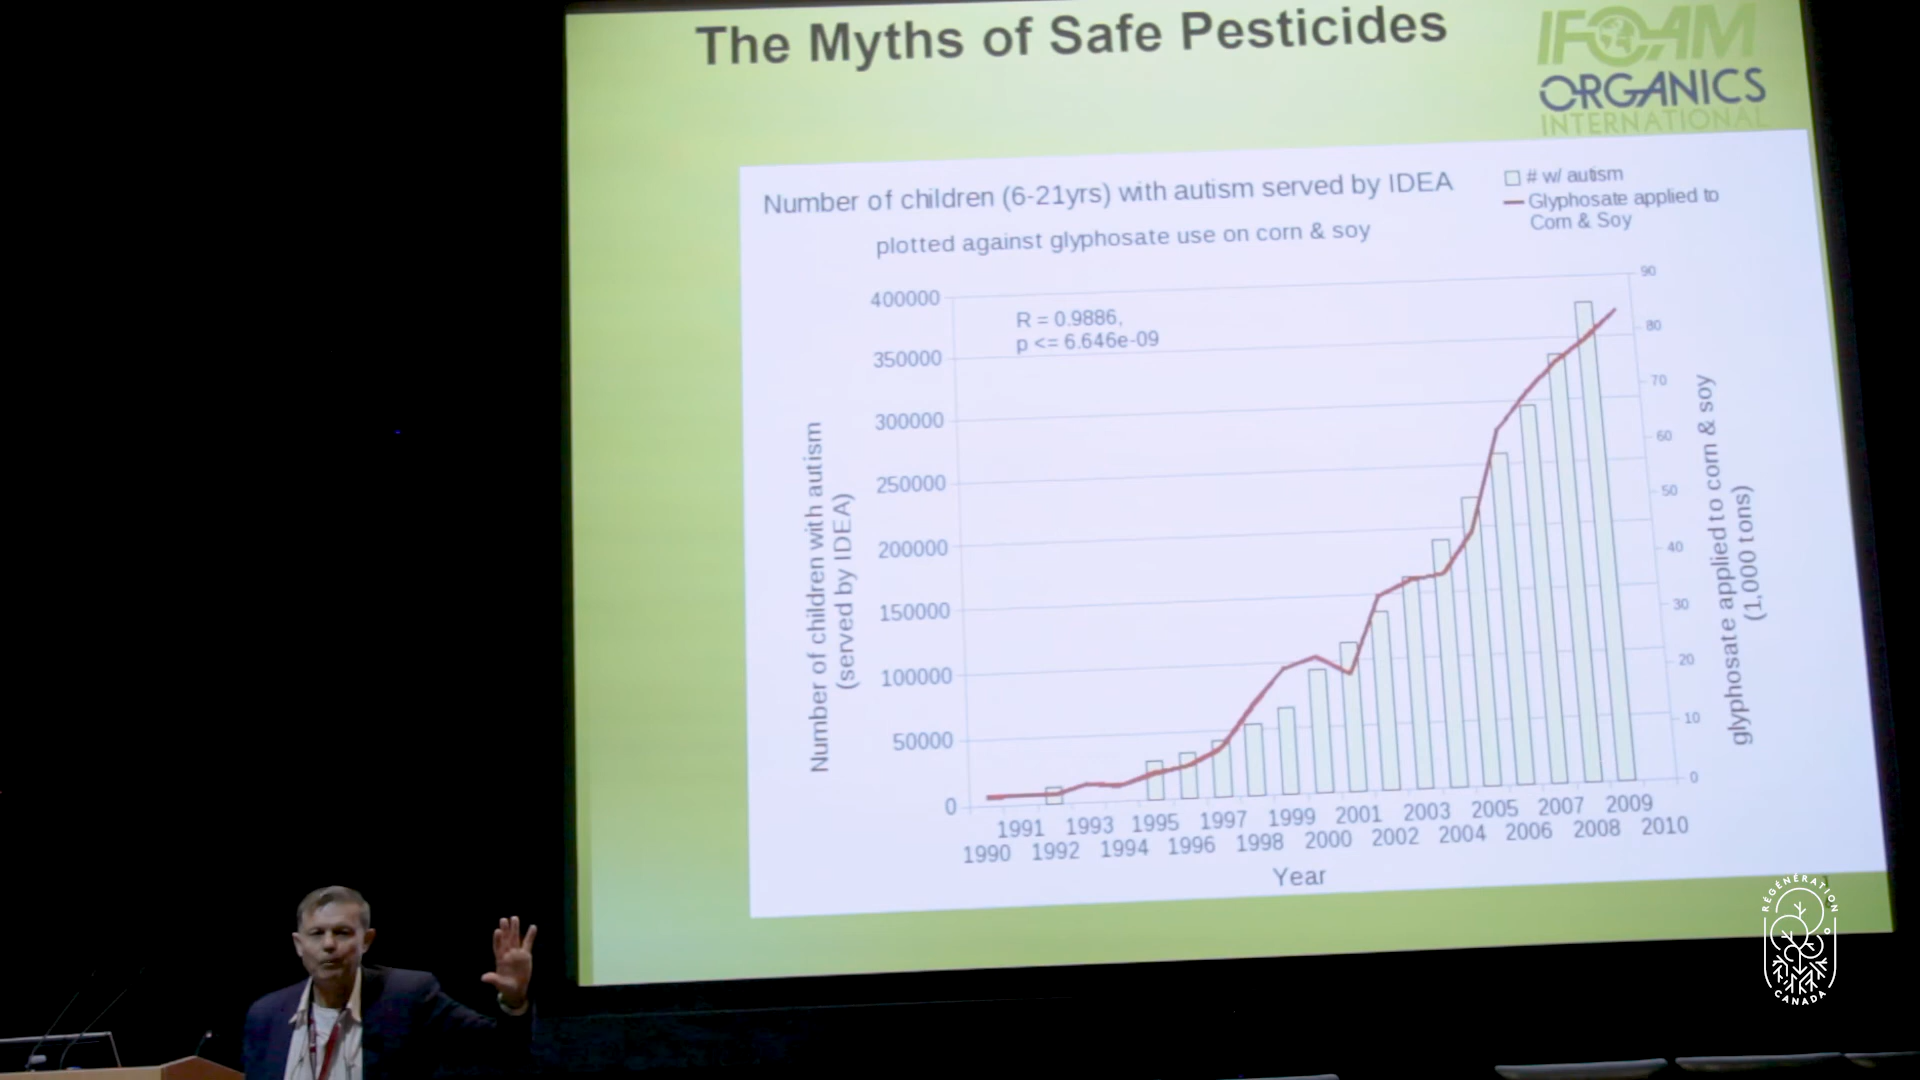 The Myths of Safe Pesticides
IFOAM
ORGANICS
INTERNATIONAL
Number of children (6-21yrs) with autism served by IDEA
plotted against glyphosate use on corn & soy
# w/ autism
Glyphosate applied to
Corn & Soy
R = 0.9886,
p <= 6.646e-09
400000
350000
300000
250000
200000
150000
100000
50000
0
Number of children with autism
(served by IDEA)
90
80
70
60
50
40
30
20
10
0
glyphosate applied to corn & soy
(1,000 tons)
1991 1993 1995 1997 1999 2001 2003 2005 2007 2009
1990 1992 1994 1996 1998 2000 2002 2004 2006 2008 2010
Year
RÉGÉNÉRATION
CANADA